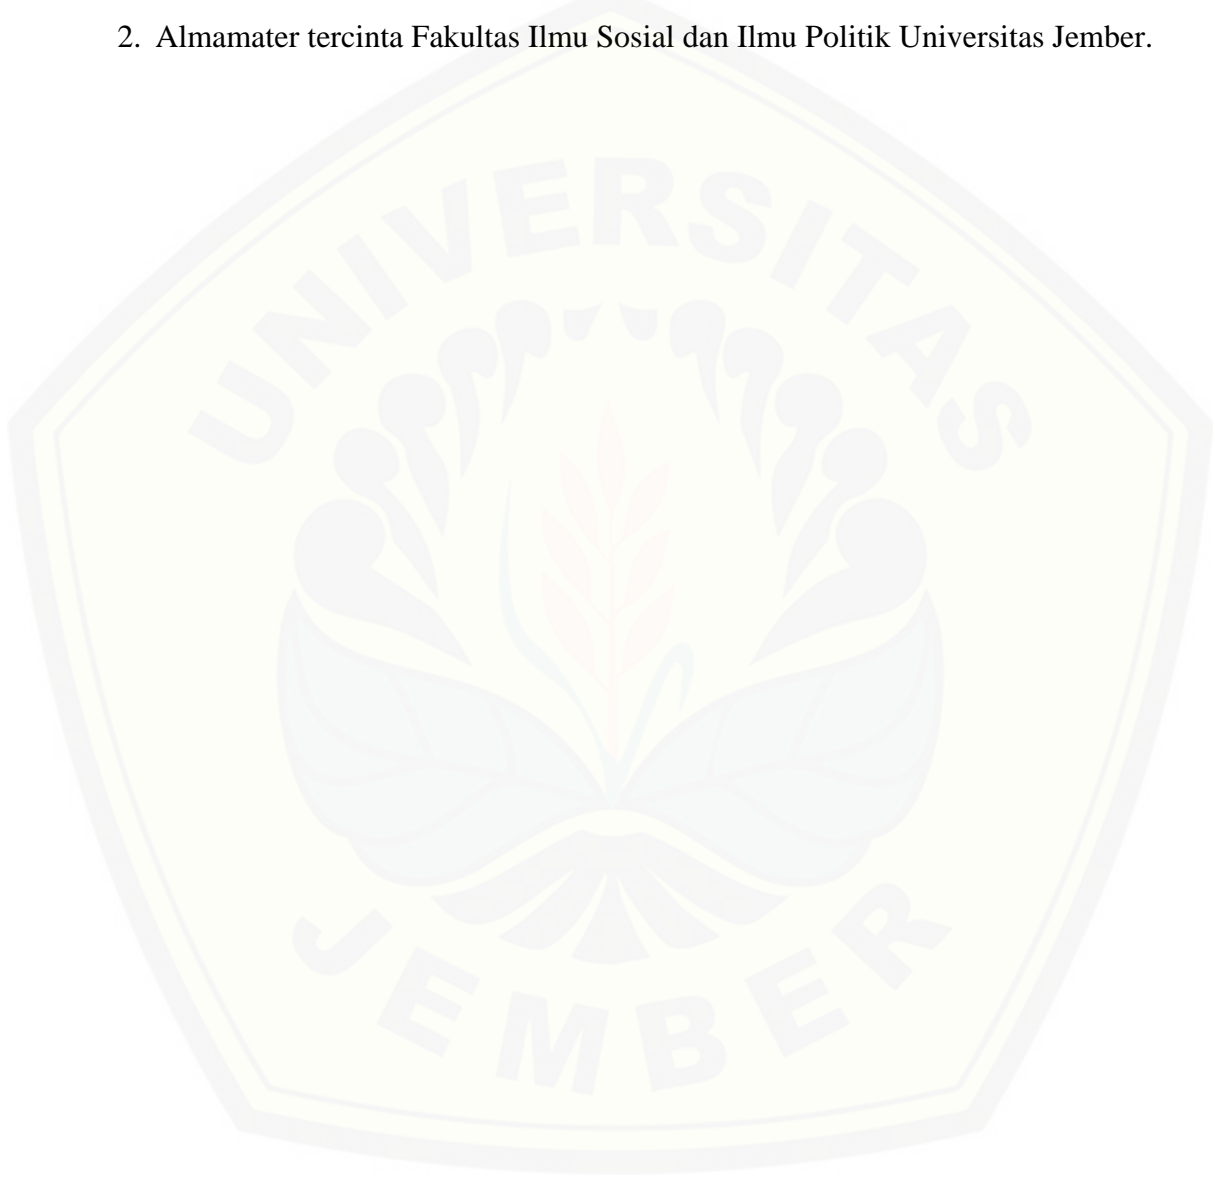 2. Almamater tercinta Fakultas Ilmu Sosial dan Ilmu Politik Universitas Jember.
UNIVERSITAS
JEMBER